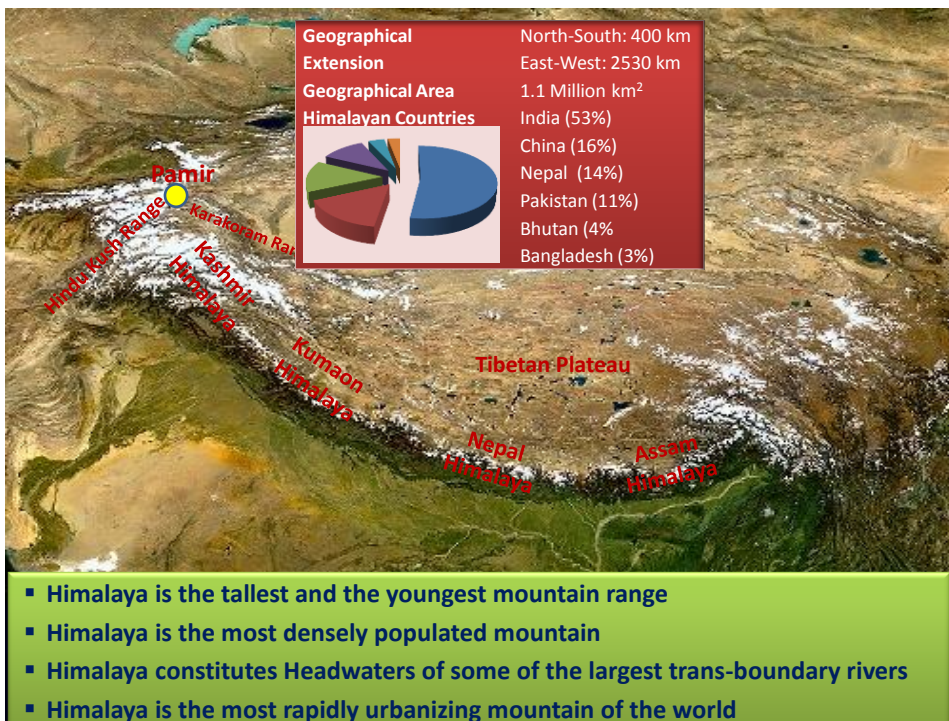 Geographical North-South: 400 km
Extension East-West: 2530 km
Geographical Area 1.1 Million km²
Himalayan Countries India (53%)
China (16%)
Nepal (14%)
Pakistan (11%)
Bhutan (4%
Bangladesh (3%)
Pamir
Hindu Kush Range
Karakoram Ran
Kashmir
Himalaya
Kumaon
Himalaya
Tibetan Plateau
Nepal
Himalaya
Assam
Himalaya
▪ Himalaya is the tallest and the youngest mountain range
▪ Himalaya is the most densely populated mountain
▪ Himalaya constitutes Headwaters of some of the largest trans-boundary rivers
▪ Himalaya is the most rapidly urbanizing mountain of the world